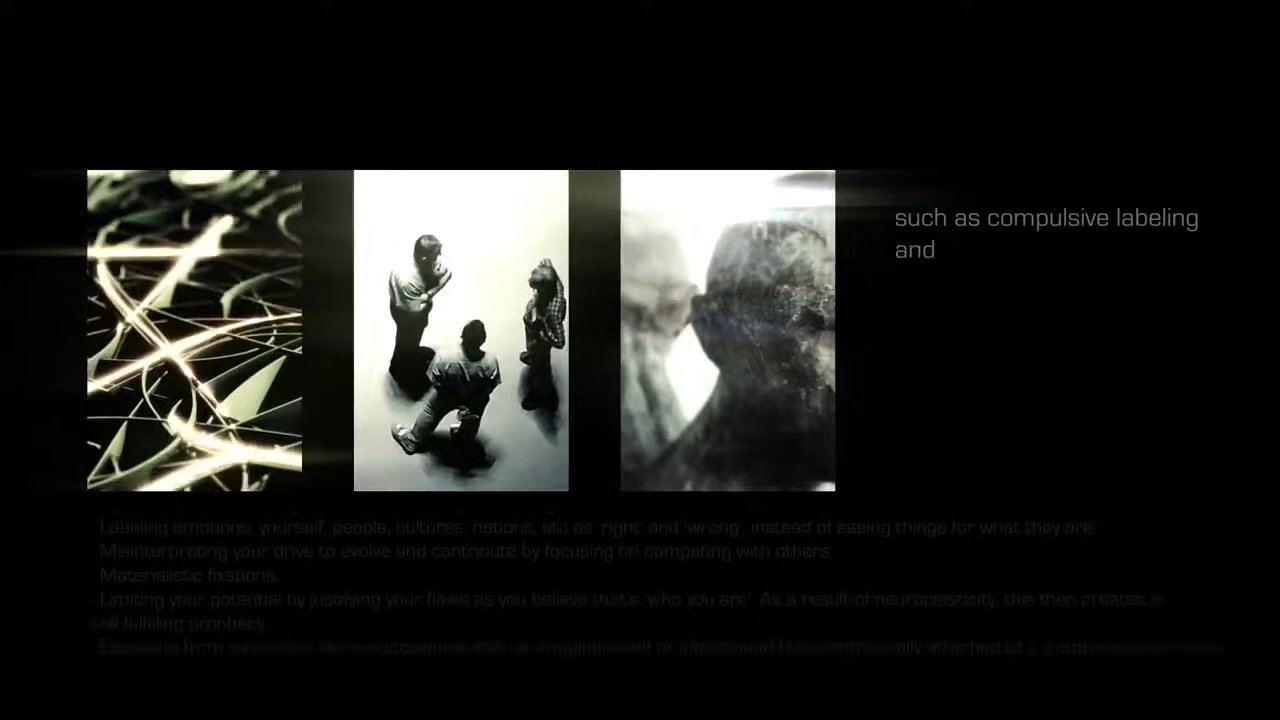 such as compulsive labeling
and
Labeling emotions, yourself, people, cultures, nations, etc as 'right' and 'wrong', instead of seeing things for what they are.
Misinterpreting your drive to evolve and contribute by focusing on competing with others.
- Materialistic fixations.
- Limiting your potential by justifying your flaws as you believe that's 'who you are'. As a result of neuroplasticity, this then creates a
self fulfilling prophecy.